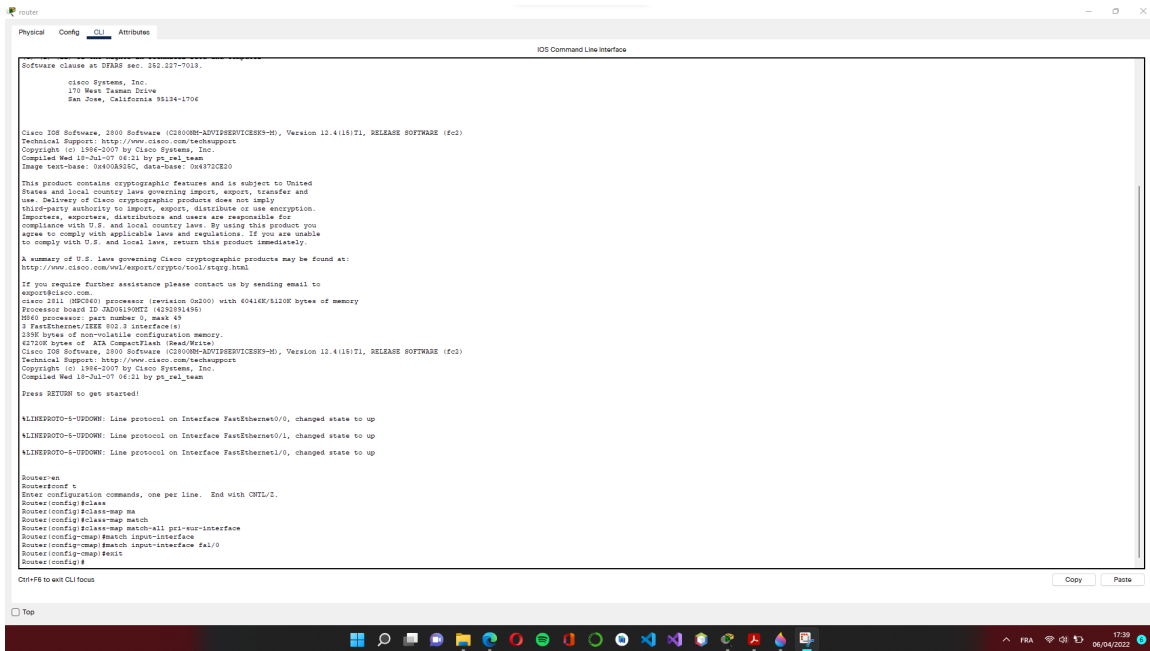 router
Physical Config CLI Attributes
IOS Command Line Interface
Software clause at DFARS sec. 252.227-7013.
cisco Systems, Inc.
170 West Tasman Drive
San Jose, California 95134-1706
Cisco IOS Software, 2800 Software (C2800NM-ADVIPSERVICESK9-M), Version 12.4(15)T1, RELEASE SOFTWARE (fc2)
Technical Support: http://www.cisco.com/techsupport
Copyright (c) 1986-2007 by Cisco Systems, Inc.
Compiled Wed 18-Jul-07 06:21 by pt_rel_team
Image text-base: 0x400A925C, data-base: 0x4372CE20
This product contains cryptographic features and is subject to United
States and local country laws governing import, export, transfer and
use. Delivery of Cisco cryptographic products does not imply
third-party authority to import, export, distribute or use encryption.
Importers, exporters, distributors and users are responsible for
compliance with U.S. and local country laws. By using this product you
agree to comply with applicable laws and regulations. If you are unable
to comply with U.S. and local laws, return this product immediately.
A summary of U.S. laws governing Cisco cryptographic products may be found at:
http://www.cisco.com/wwl/export/crypto/tool/stqrg.html
If you require further assistance please contact us by sending email to
export@cisco.com.
cisco 2811 (MPC860) processor (revision 0x200) with 60416K/5120K bytes of memory
Processor board ID JAD05190MTZ (4292891495)
M860 processor: part number 0, mask 49
3 FastEthernet/IEEE 802.3 interface(s)
239K bytes of non-volatile configuration memory.
62720K bytes of ATA CompactFlash (Read/Write)
Cisco IOS Software, 2800 Software (C2800NM-ADVIPSERVICESK9-M), Version 12.4(15)T1, RELEASE SOFTWARE (fc2)
Technical Support: http://www.cisco.com/techsupport
Copyright (c) 1986-2007 by Cisco Systems, Inc.
Compiled Wed 18-Jul-07 06:21 by pt_rel_team
Press RETURN to get started!
%LINEPROTO-5-UPDOWN: Line protocol on Interface FastEthernet0/0, changed state to up
%LINEPROTO-5-UPDOWN: Line protocol on Interface FastEthernet0/1, changed state to up
%LINEPROTO-5-UPDOWN: Line protocol on Interface FastEthernet1/0, changed state to up
Router>en
Router#conf t
Enter configuration commands, one per line. End with CNTL/Z.
Router(config)#class
Router(config)#class-map ma
Router(config)#class-map match
Router(config)#class-map match-all pri-sur-interface
Router(config-cmap)#match input-interface
Router(config-cmap)#match input-interface fa1/0
Router(config-cmap)#exit
Router(config)#
Ctrl+F6 to exit CLI focus
Copy Paste
Top
FRA
17:39
06/04/2022
6